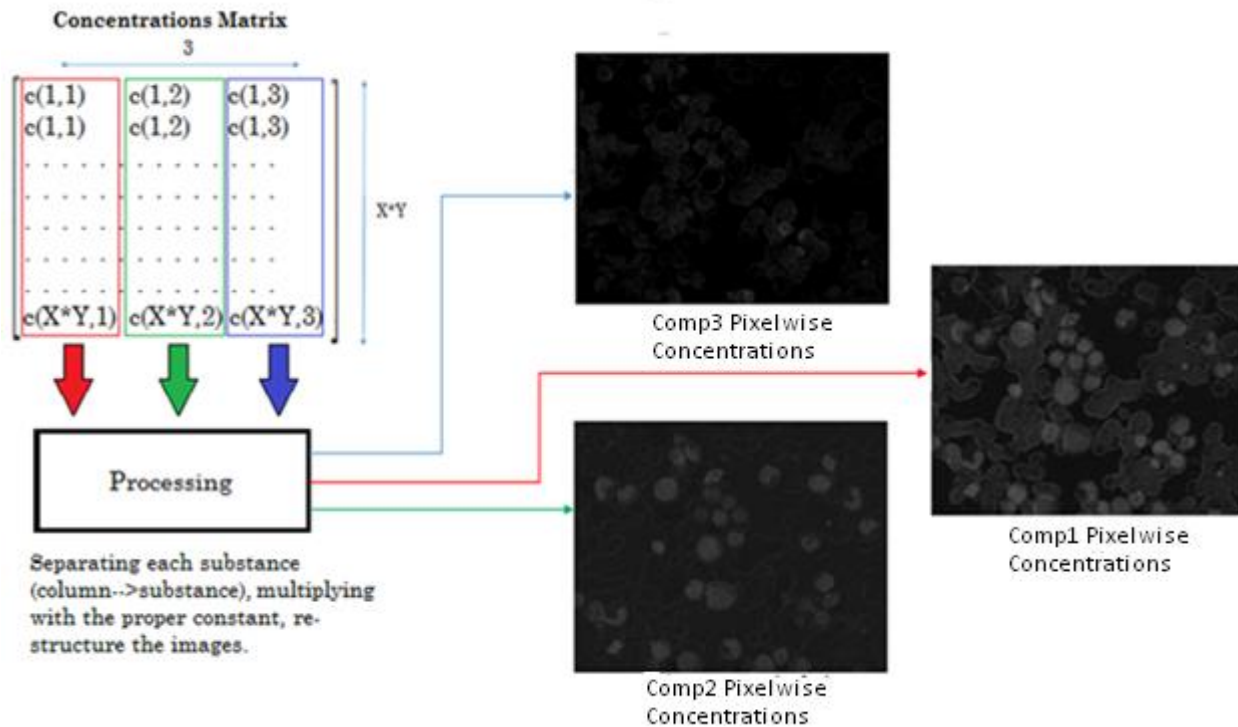 Concentrations Matrix
3
c(1,1) c(1,2) c(1,3)
c(1,1) c(1,2) c(1,3)
c(X*Y,1) c(X*Y,2) c(X*Y,3)
X*Y
Processing
Separating each substance
(column-->substance), multiplying
with the proper constant, re-
structure the images.
Comp3 Pixelwise
Concentrations
Comp1 Pixelwise
Concentrations
Comp2 Pixelwise
Concentrations